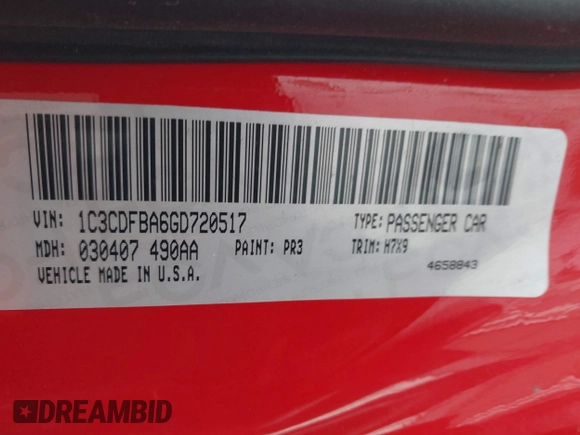 VIN: 1C3CDFBA6GD720517 TYPE: PASSENGER CAR
MDH: 030407 490AA PAINT: PR3 TRIM: H7X9
VEHICLE MADE IN U.S.A. 4658843
DREAMBID